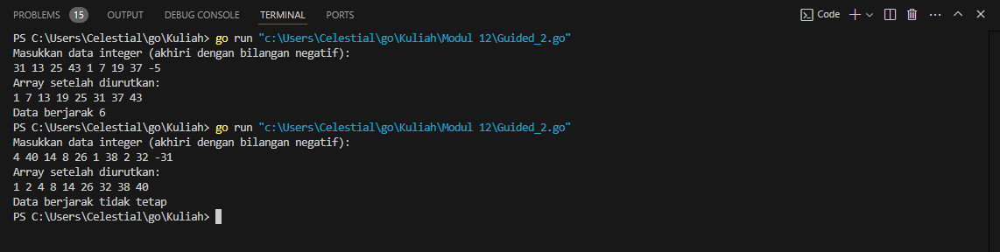 PROBLEMS 15 OUTPUT DEBUG CONSOLE TERMINAL PORTS Code
PS C:\Users\Celestial\go\Kuliah> go run "c:\Users\Celestial\go\Kuliah\Modul 12\Guided_2.go"
Masukkan data integer (akhiri dengan bilangan negatif):
31 13 25 43 1 7 19 37 -5
Array setelah diurutkan:
1 7 13 19 25 31 37 43
Data berjarak 6
PS C:\Users\Celestial\go\Kuliah> go run "c:\Users\Celestial\go\Kuliah\Modul 12\Guided_2.go"
Masukkan data integer (akhiri dengan bilangan negatif):
4 40 14 8 26 1 38 2 32 -31
Array setelah diurutkan:
1 2 4 8 14 26 32 38 40
Data berjarak tidak tetap
PS C:\Users\Celestial\go\Kuliah>